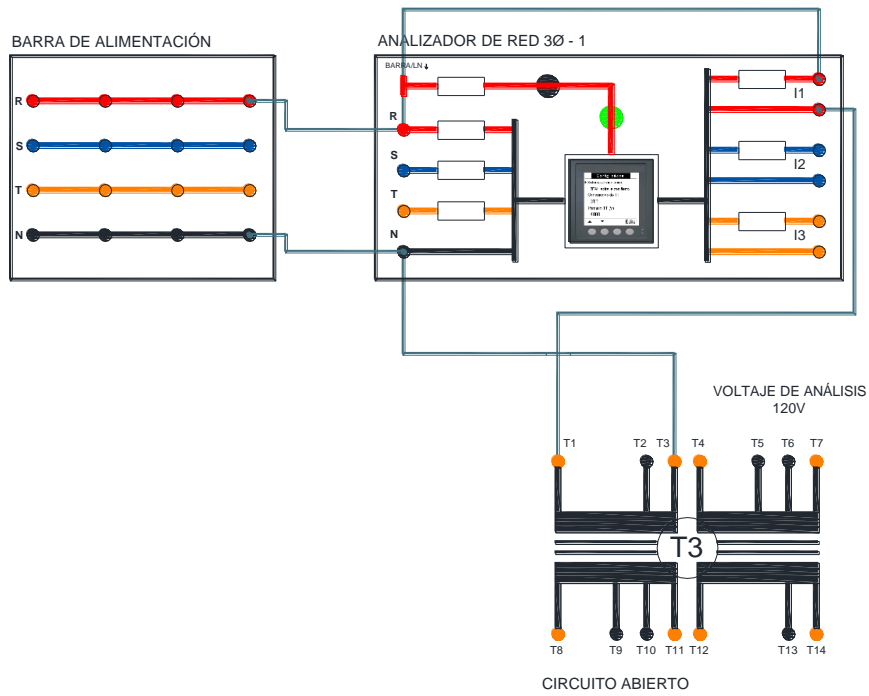 BARRA DE ALIMENTACIÓN
R
S
T
N
ANALIZADOR DE RED 3Ø - 1
BARRA/LN
R
S
T
N
I1
I2
I3
VOLTAJE DE ANÁLISIS
120V
T1 T2 T3 T4 T5 T6 T7
T3
T8 T9 T10 T11 T12 T13 T14
CIRCUITO ABIERTO